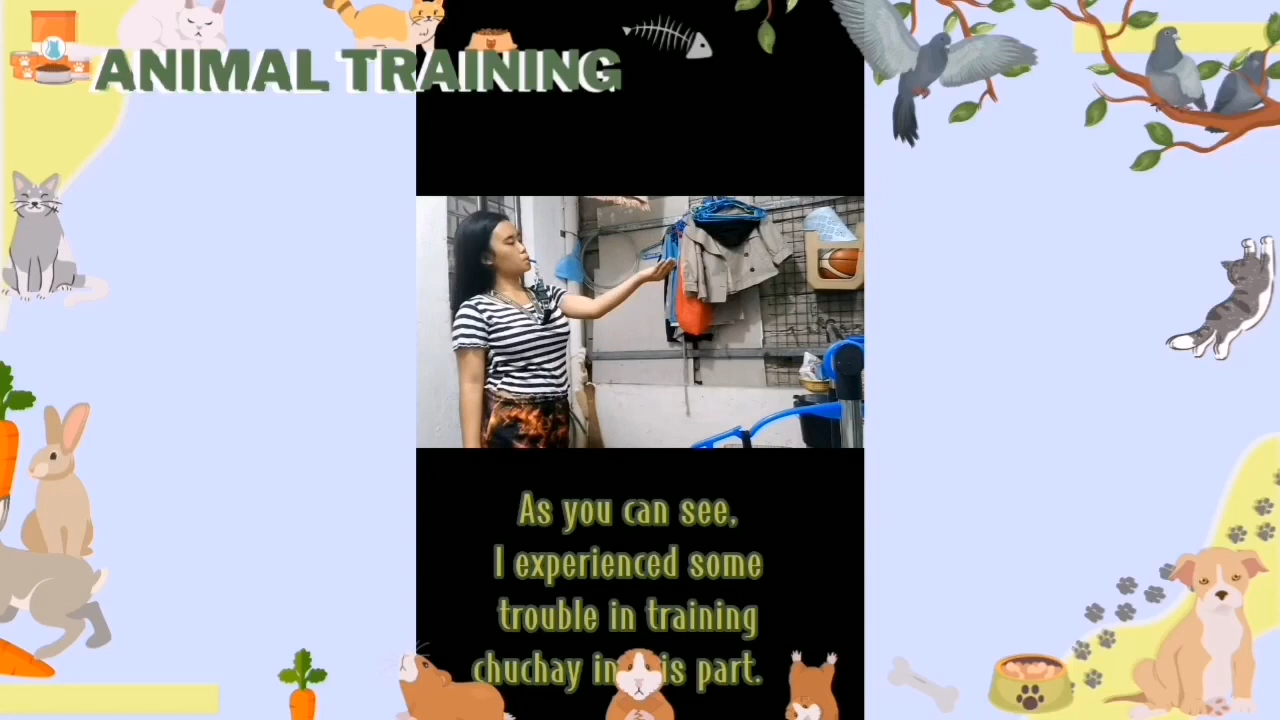 ANIMAL TRAINING
As you can see,
I experienced some
trouble in training
chuchay in is part.